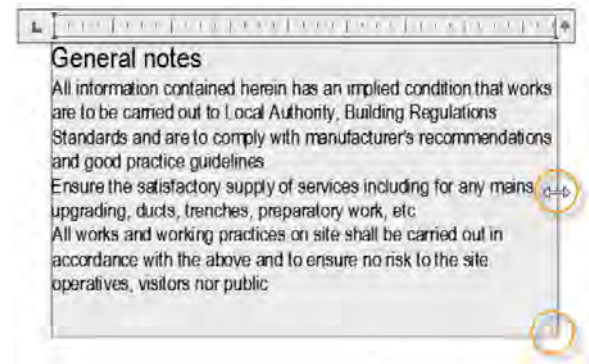 General notes
All information contained herein has an implied condition that works
are to be carried out to Local Authority, Building Regulations
Standards and are to comply with manufacturer's recommendations
and good practice guidelines
Ensure the satisfactory supply of services including for any mains
upgrading, ducts, trenches, preparatory work, etc
All works and working practices on site shall be carried out in
accordance with the above and to ensure no risk to the site
operatives, visitors nor public